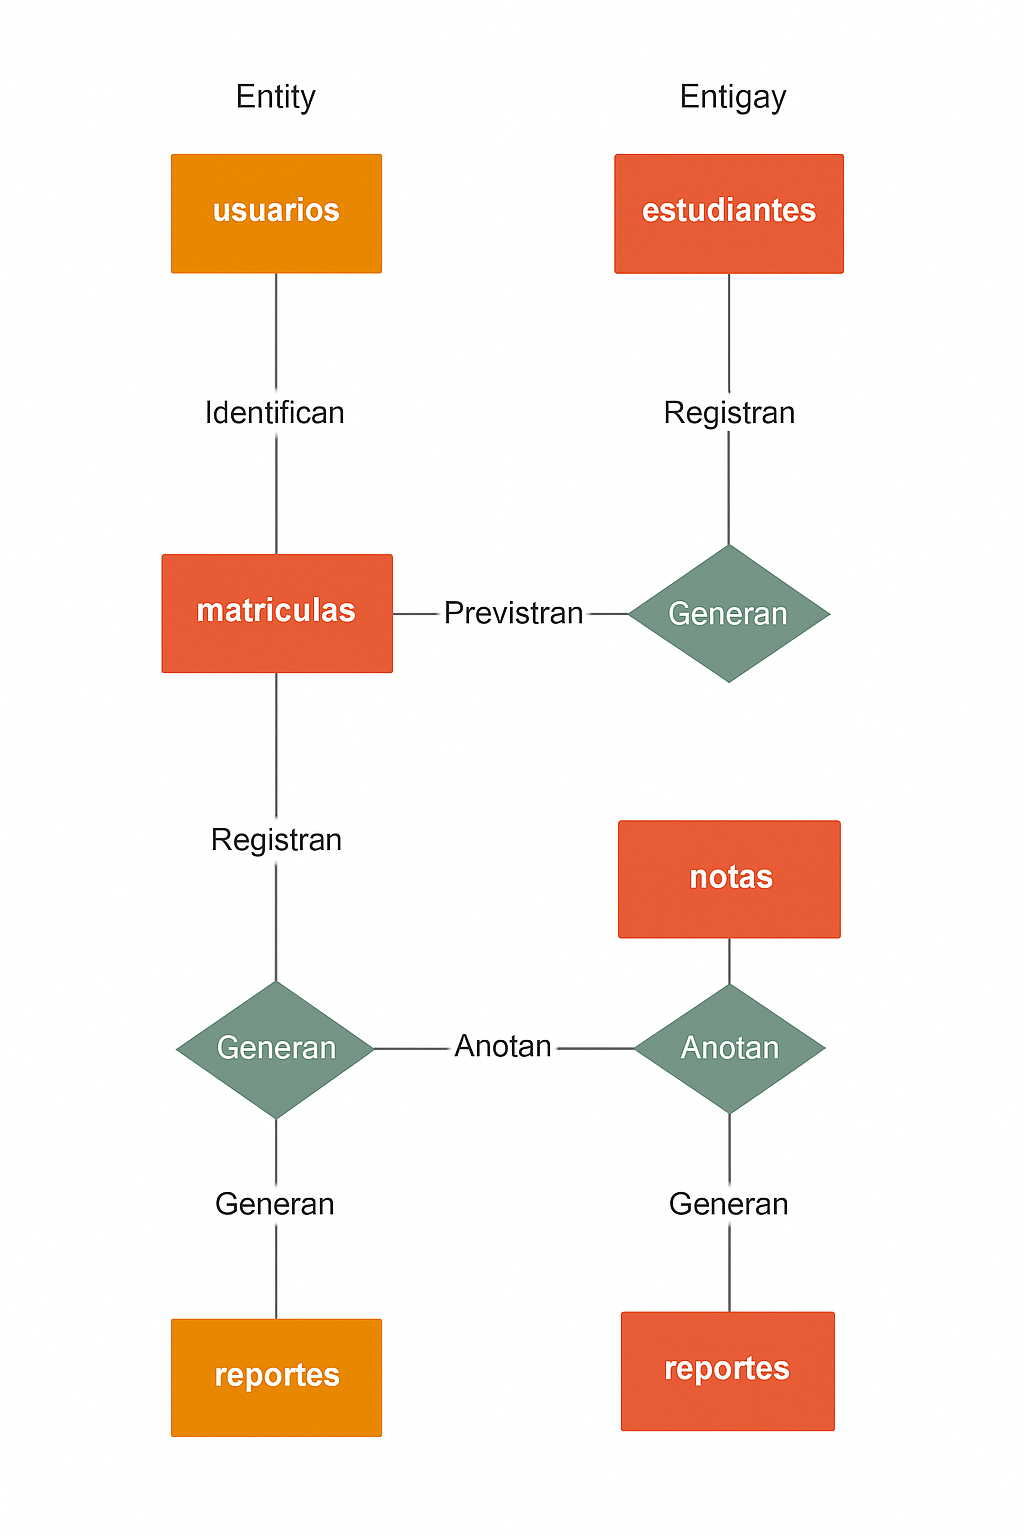 Entity
Entigay
usuarios
estudiantes
Identifican
Registran
matriculas
Previstran
Generan
Registran
notas
Generan
Anotan
Anotan
Generan
Generan
reportes
reportes